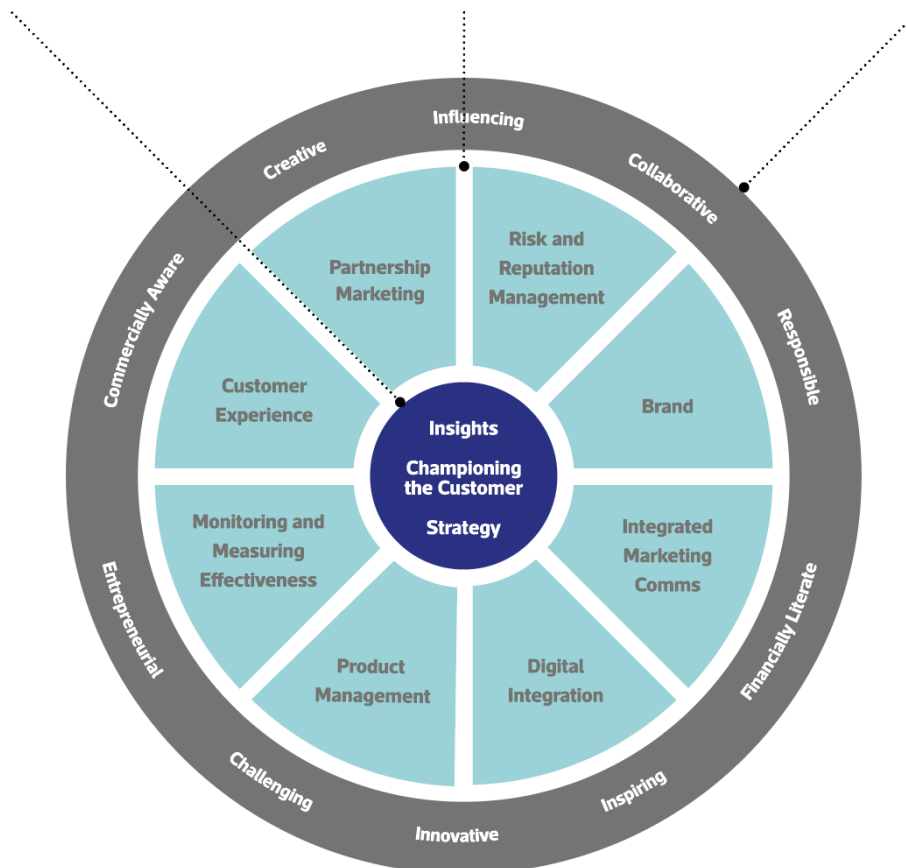 Influencing
Creative
Collaborative
Commercially Aware
Responsible
Entrepreneurial
Financially Literate
Challenging
Inspiring
Innovative
Partnership
Marketing
Risk and
Reputation
Management
Customer
Experience
Brand
Monitoring and
Measuring
Effectiveness
Integrated
Marketing
Comms
Product
Management
Digital
Integration
Insights
Championing
the Customer
Strategy